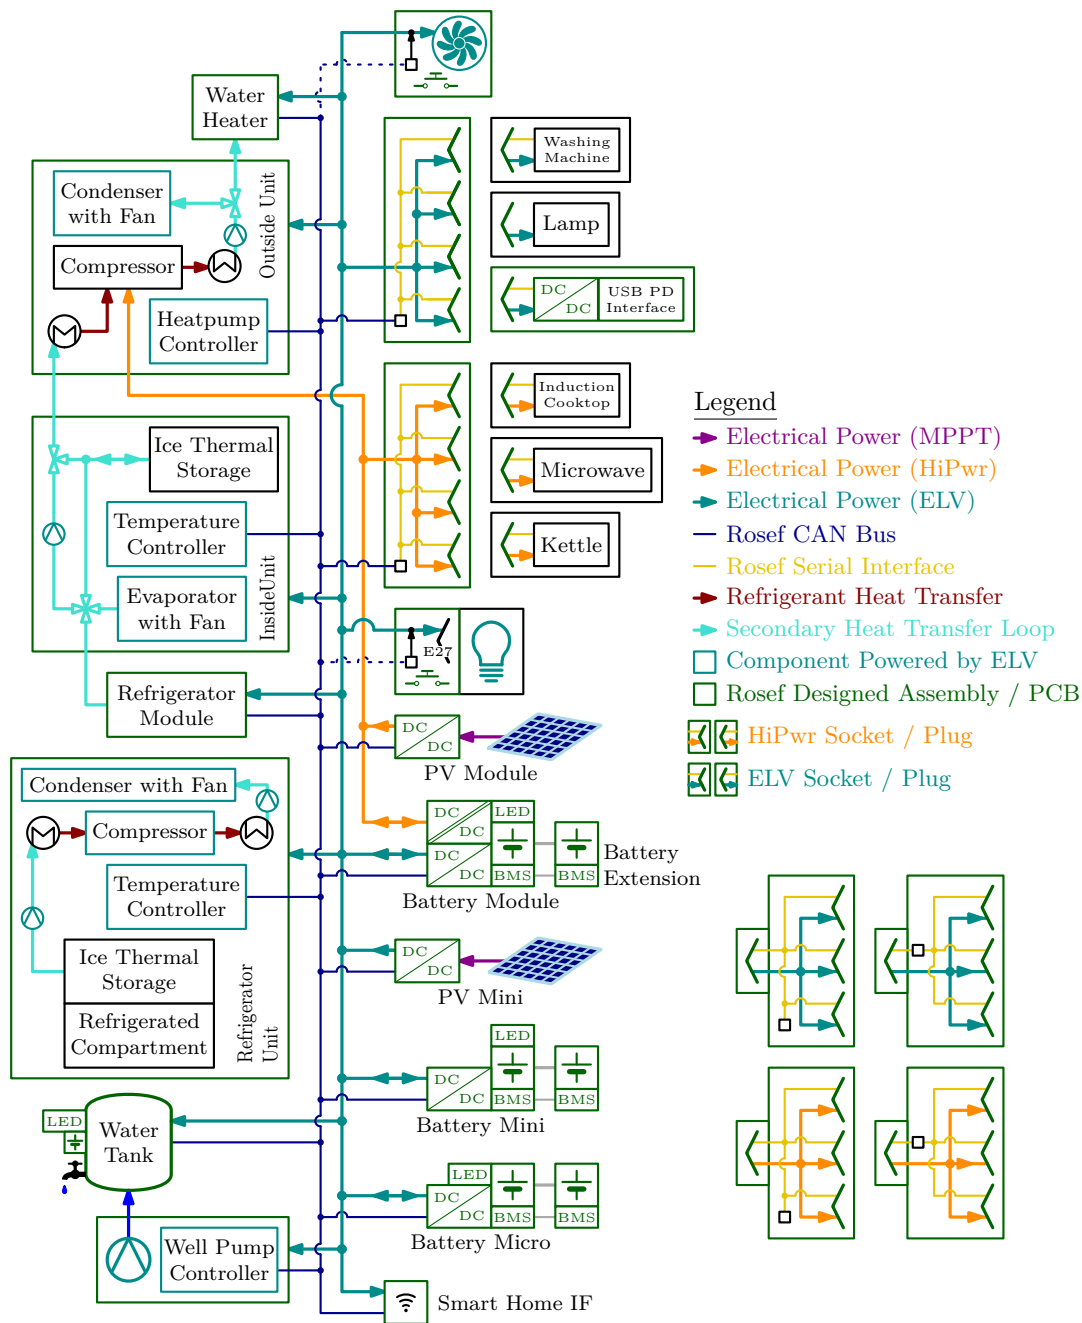 Water
Heater
Condenser
with Fan
Compressor
Heatpump
Controller
Outside Unit
Washing
Machine
Lamp
DC
DC
USB PD
Interface
Induction
Cooktop
Microwave
Kettle
Ice Thermal
Storage
Temperature
Controller
Evaporator
with Fan
InsideUnit
E27
Refrigerator
Module
DC
DC
PV Module
Condenser with Fan
Compressor
Temperature
Controller
Ice Thermal
Storage
Refrigerated
Compartment
Refrigerator
Unit
DC
DC
LED
DC
DC
BMS
BMS
Battery
Extension
Battery Module
DC
DC
PV Mini
LED
DC
DC
BMS
BMS
Battery Mini
LED
Water
Tank
LED
DC
DC
BMS
BMS
Battery Micro
Well Pump
Controller
Smart Home IF
Legend
Electrical Power (MPPT)
Electrical Power (HiPwr)
Electrical Power (ELV)
Rosef CAN Bus
Rosef Serial Interface
Refrigerant Heat Transfer
Secondary Heat Transfer Loop
Component Powered by ELV
Rosef Designed Assembly / PCB
HiPwr Socket / Plug
ELV Socket / Plug